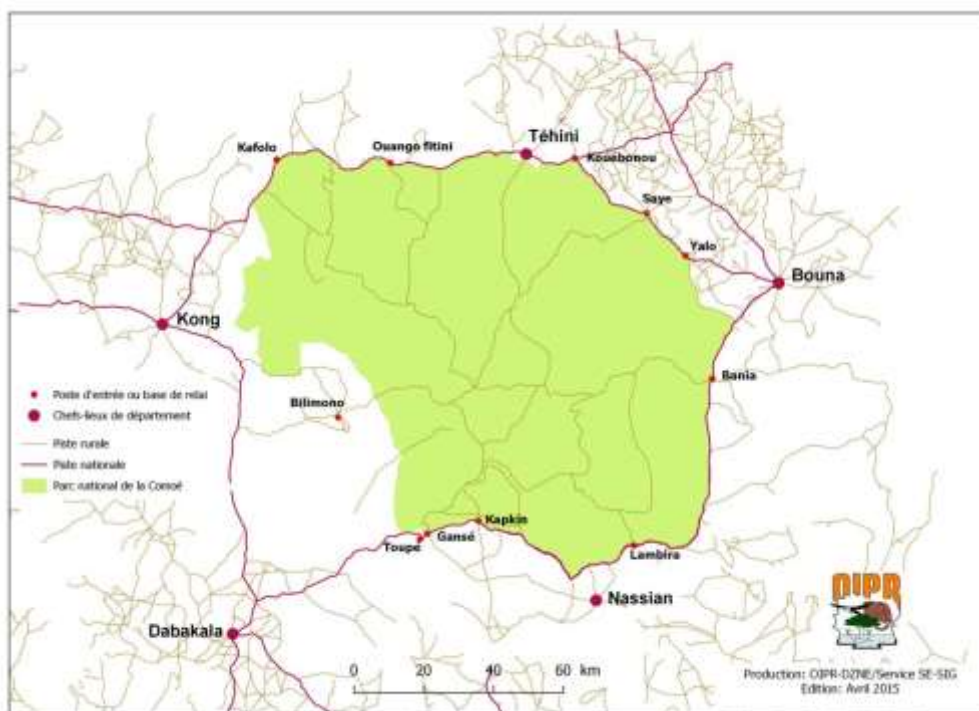 Téhini
Kafolo
Ouango fitini
Kouebonou
Saye
Yalo
Bouna
Kong
Bania
Poste d'entrée ou base de relai
Bilimono
Chefs-lieux de département
Piste rurale
Piste nationale
Parc national de la Comoé
Kapkin
Gansé
Toupé
Lambira
Nassian
OIPR
Dabakala
0 20 40 60 km
Production: OIPR-DZNE/Service SE-SIG
Edition: Avril 2015